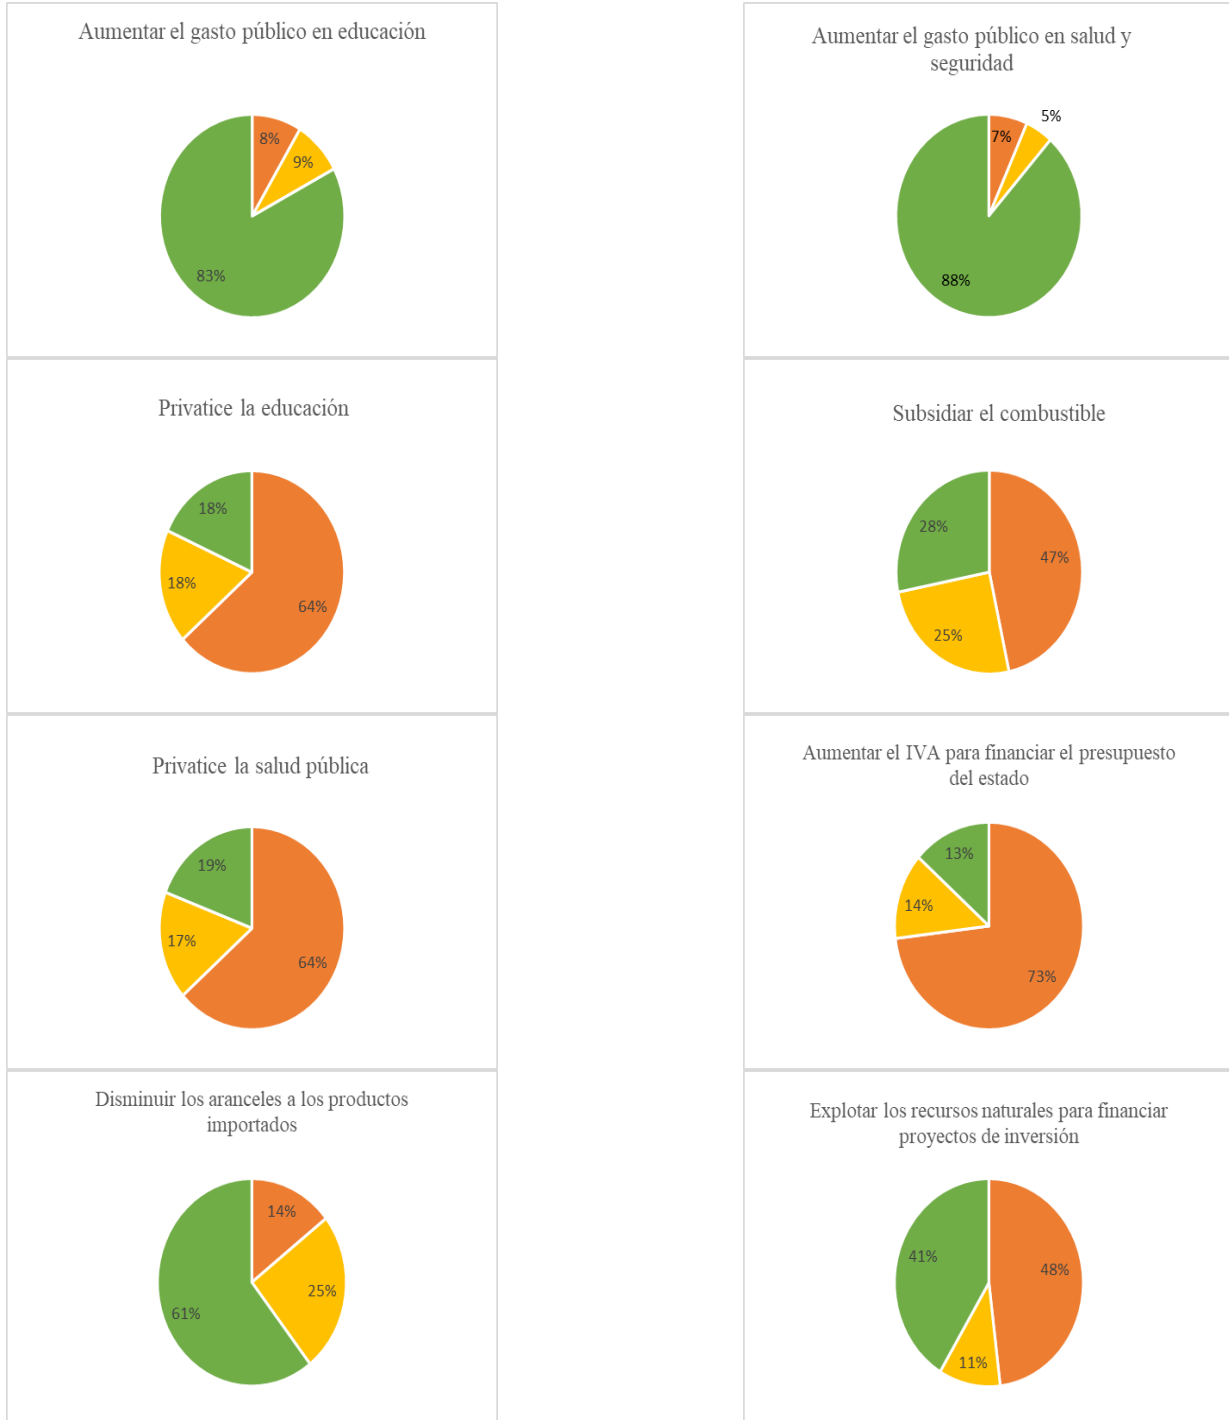 Aumentar el gasto público en educación
8%
9%
83%
Aumentar el gasto público en salud y
seguridad
5%
7%
88%
Privatice la educación
18%
18%
64%
Subsidiar el combustible
28%
47%
25%
Privatice la salud pública
19%
17%
64%
Aumentar el IVA para financiar el presupuesto
del estado
13%
14%
73%
Disminuir los aranceles a los productos
importados
14%
25%
61%
Explotar los recursos naturales para financiar
proyectos de inversión
41%
48%
11%